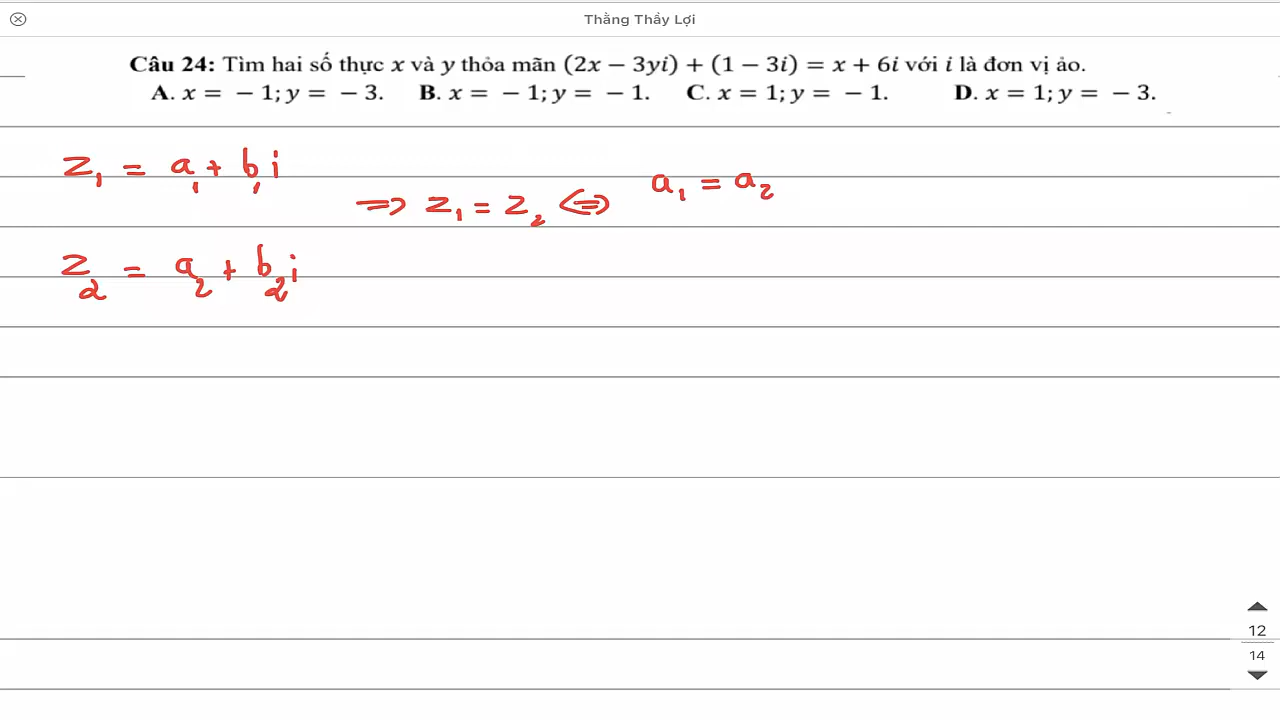 Thằng Thầy Lợi
Câu 24: Tìm hai số thực x và y thỏa mãn (2x − 3yi) + (1 − 3i) = x + 6i với i là đơn vị ảo.
A. x = − 1; y = − 3. B. x = − 1; y = − 1. C. x = 1; y = − 1. D. x = 1; y = − 3.
z₁ = a₁ + b₁i
⇒ z₁ = z₂ ⇔ a₁ = a₂
z₂ = a₂ + b₂i
12
14